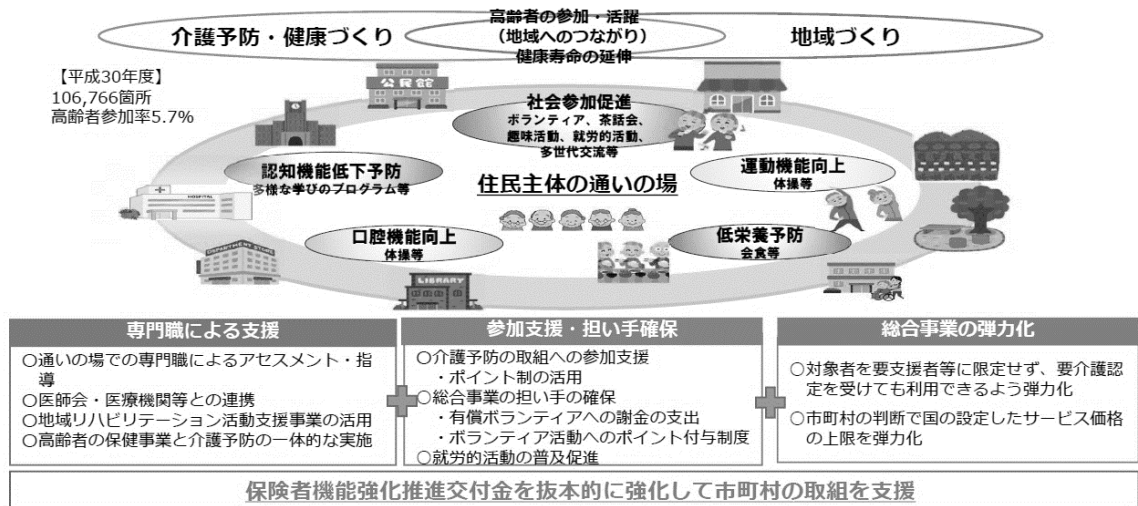 介護予防・健康づくり
高齢者の参加・活躍
（地域へのつながり）
健康寿命の延伸
地域づくり
【平成30年度】
106,766箇所
高齢者参加率5.7%
公民館
社会参加促進
ボランティア、茶話会、
趣味活動、就労的活動、
多世代交流等
認知機能低下予防
多様な学びのプログラム等
住民主体の通いの場
運動機能向上
体操等
HOSPITAL
口腔機能向上
体操等
低栄養予防
会食等
DEPARTMENT STORE
LIBRARY
専門職による支援
○通いの場での専門職によるアセスメント・指
導
○医師会・医療機関等との連携
○地域リハビリテーション活動支援事業の活用
○高齢者の保健事業と介護予防の一体的な実施
参加支援・担い手確保
○介護予防の取組への参加支援
・ポイント制の活用
○総合事業の担い手の確保
・有償ボランティアへの謝金の支出
・ボランティア活動へのポイント付与制度
○就労的活動の普及促進
総合事業の弾力化
○対象者を要支援者等に限定せず、要介護認
定を受けても利用できるよう弾力化
○市町村の判断で国の設定したサービス価格
の上限を弾力化
保険者機能強化推進交付金を抜本的に強化して市町村の取組を支援